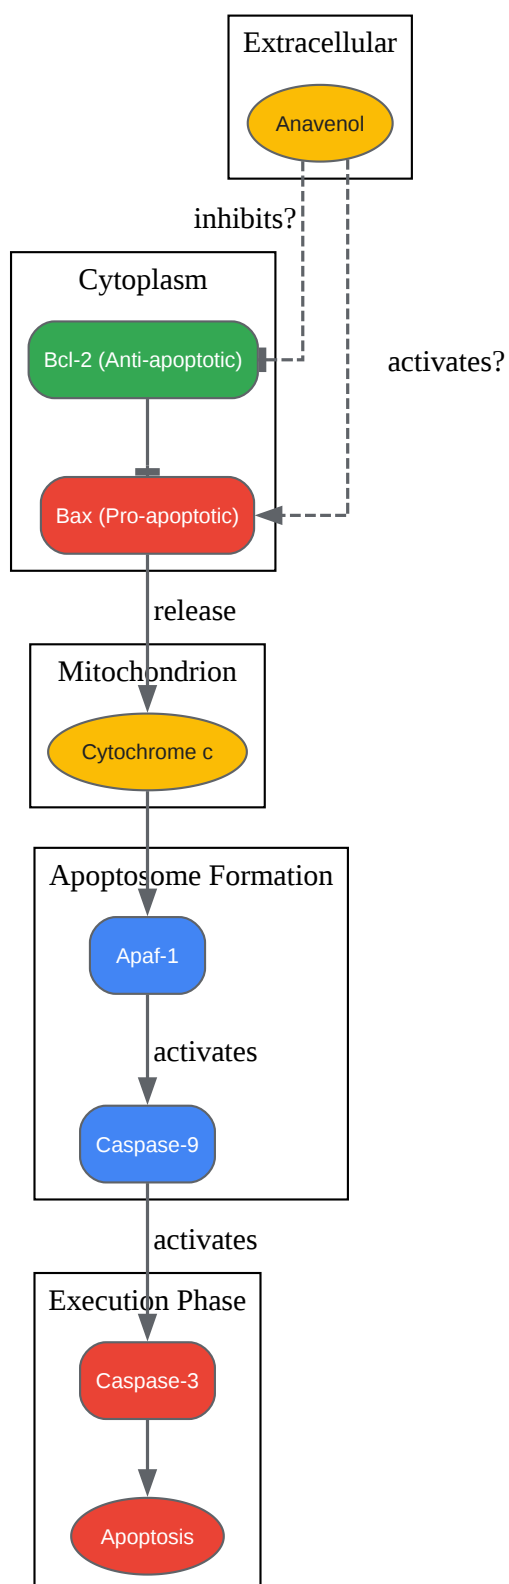 Extracellular
Anavenol
inhibits?
Cytoplasm
Bcl-2 (Anti-apoptotic)
activates?
Bax (Pro-apoptotic)
release
Mitochondrion
Cytochrome c
Apoptosome Formation
Apaf-1
activates
Caspase-9
activates
Execution Phase
Caspase-3
Apoptosis